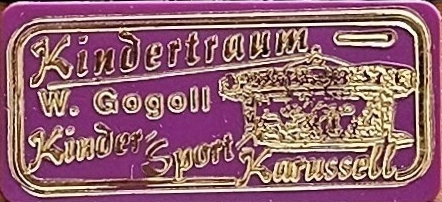 Kindertraum
W. Gogoll
Kinder Sport Karussell